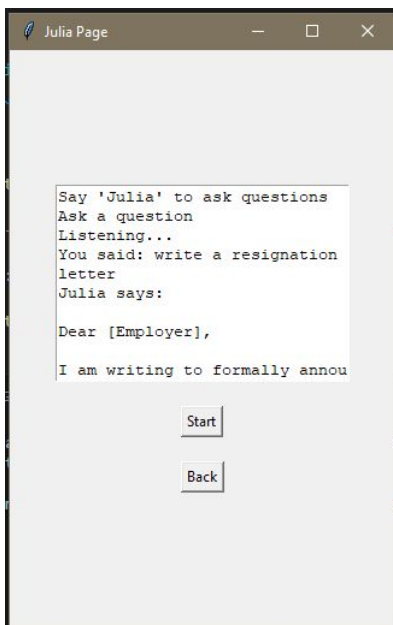 Julia Page
Say 'Julia' to ask questions
Ask a question
Listening...
You said: write a resignation
letter
Julia says:
Dear [Employer],
I am writing to formally annou
Start
Back